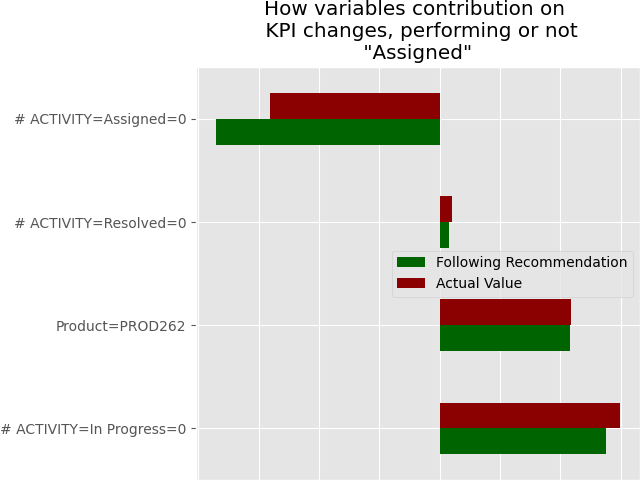 How variables contribution on
KPI changes, performing or not
"Assigned"
# ACTIVITY=Assigned=0
# ACTIVITY=Resolved=0
Following Recommendation
Actual Value
Product=PROD262
# ACTIVITY=In Progress=0